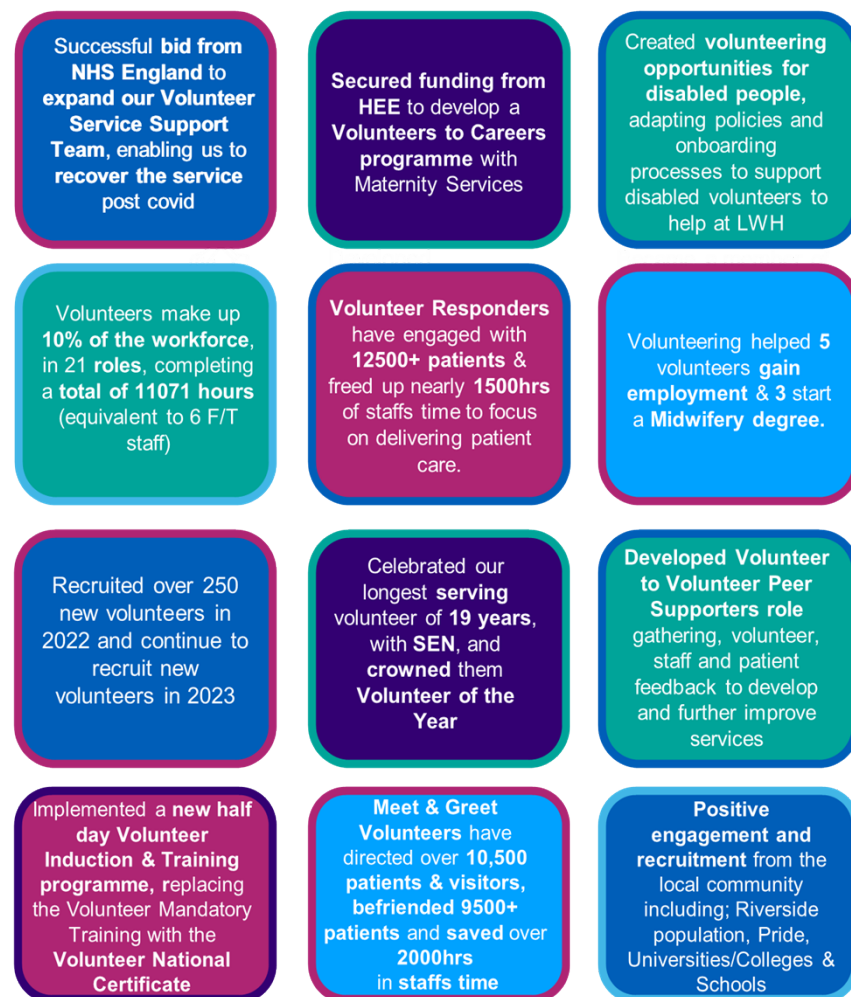 Successful bid from
NHS England to
expand our Volunteer
Service Support
Team, enabling us to
recover the service
post covid
Secured funding from
HEE to develop a
Volunteers to Careers
programme with
Maternity Services
Created volunteering
opportunities for
disabled people,
adapting policies and
onboarding
processes to support
disabled volunteers to
help at LWH
Volunteers make up
10% of the workforce,
in 21 roles, completing
a total of 11071 hours
(equivalent to 6 F/T
staff)
Volunteer Responders
have engaged with
12500+ patients &
freed up nearly 1500hrs
of staffs time to focus
on delivering patient
care.
Volunteering helped 5
volunteers gain
employment & 3 start
a Midwifery degree.
Recruited over 250
new volunteers in
2022 and continue to
recruit new
volunteers in 2023
Celebrated our
longest serving
volunteer of 19 years,
with SEN, and
crowned them
Volunteer of the
Year
Developed Volunteer
to Volunteer Peer
Supporters role
gathering, volunteer,
staff and patient
feedback to develop
and further improve
services
Implemented a new half
day Volunteer
Induction & Training
programme, replacing
the Volunteer Mandatory
Training with the
Volunteer National
Certificate
Meet & Greet
Volunteers have
directed over 10,500
patients & visitors,
befriended 9500+
patients and saved over
2000hrs
in staffs time
Positive
engagement and
recruitment from the
local community
including; Riverside
population, Pride,
Universities/Colleges &
Schools